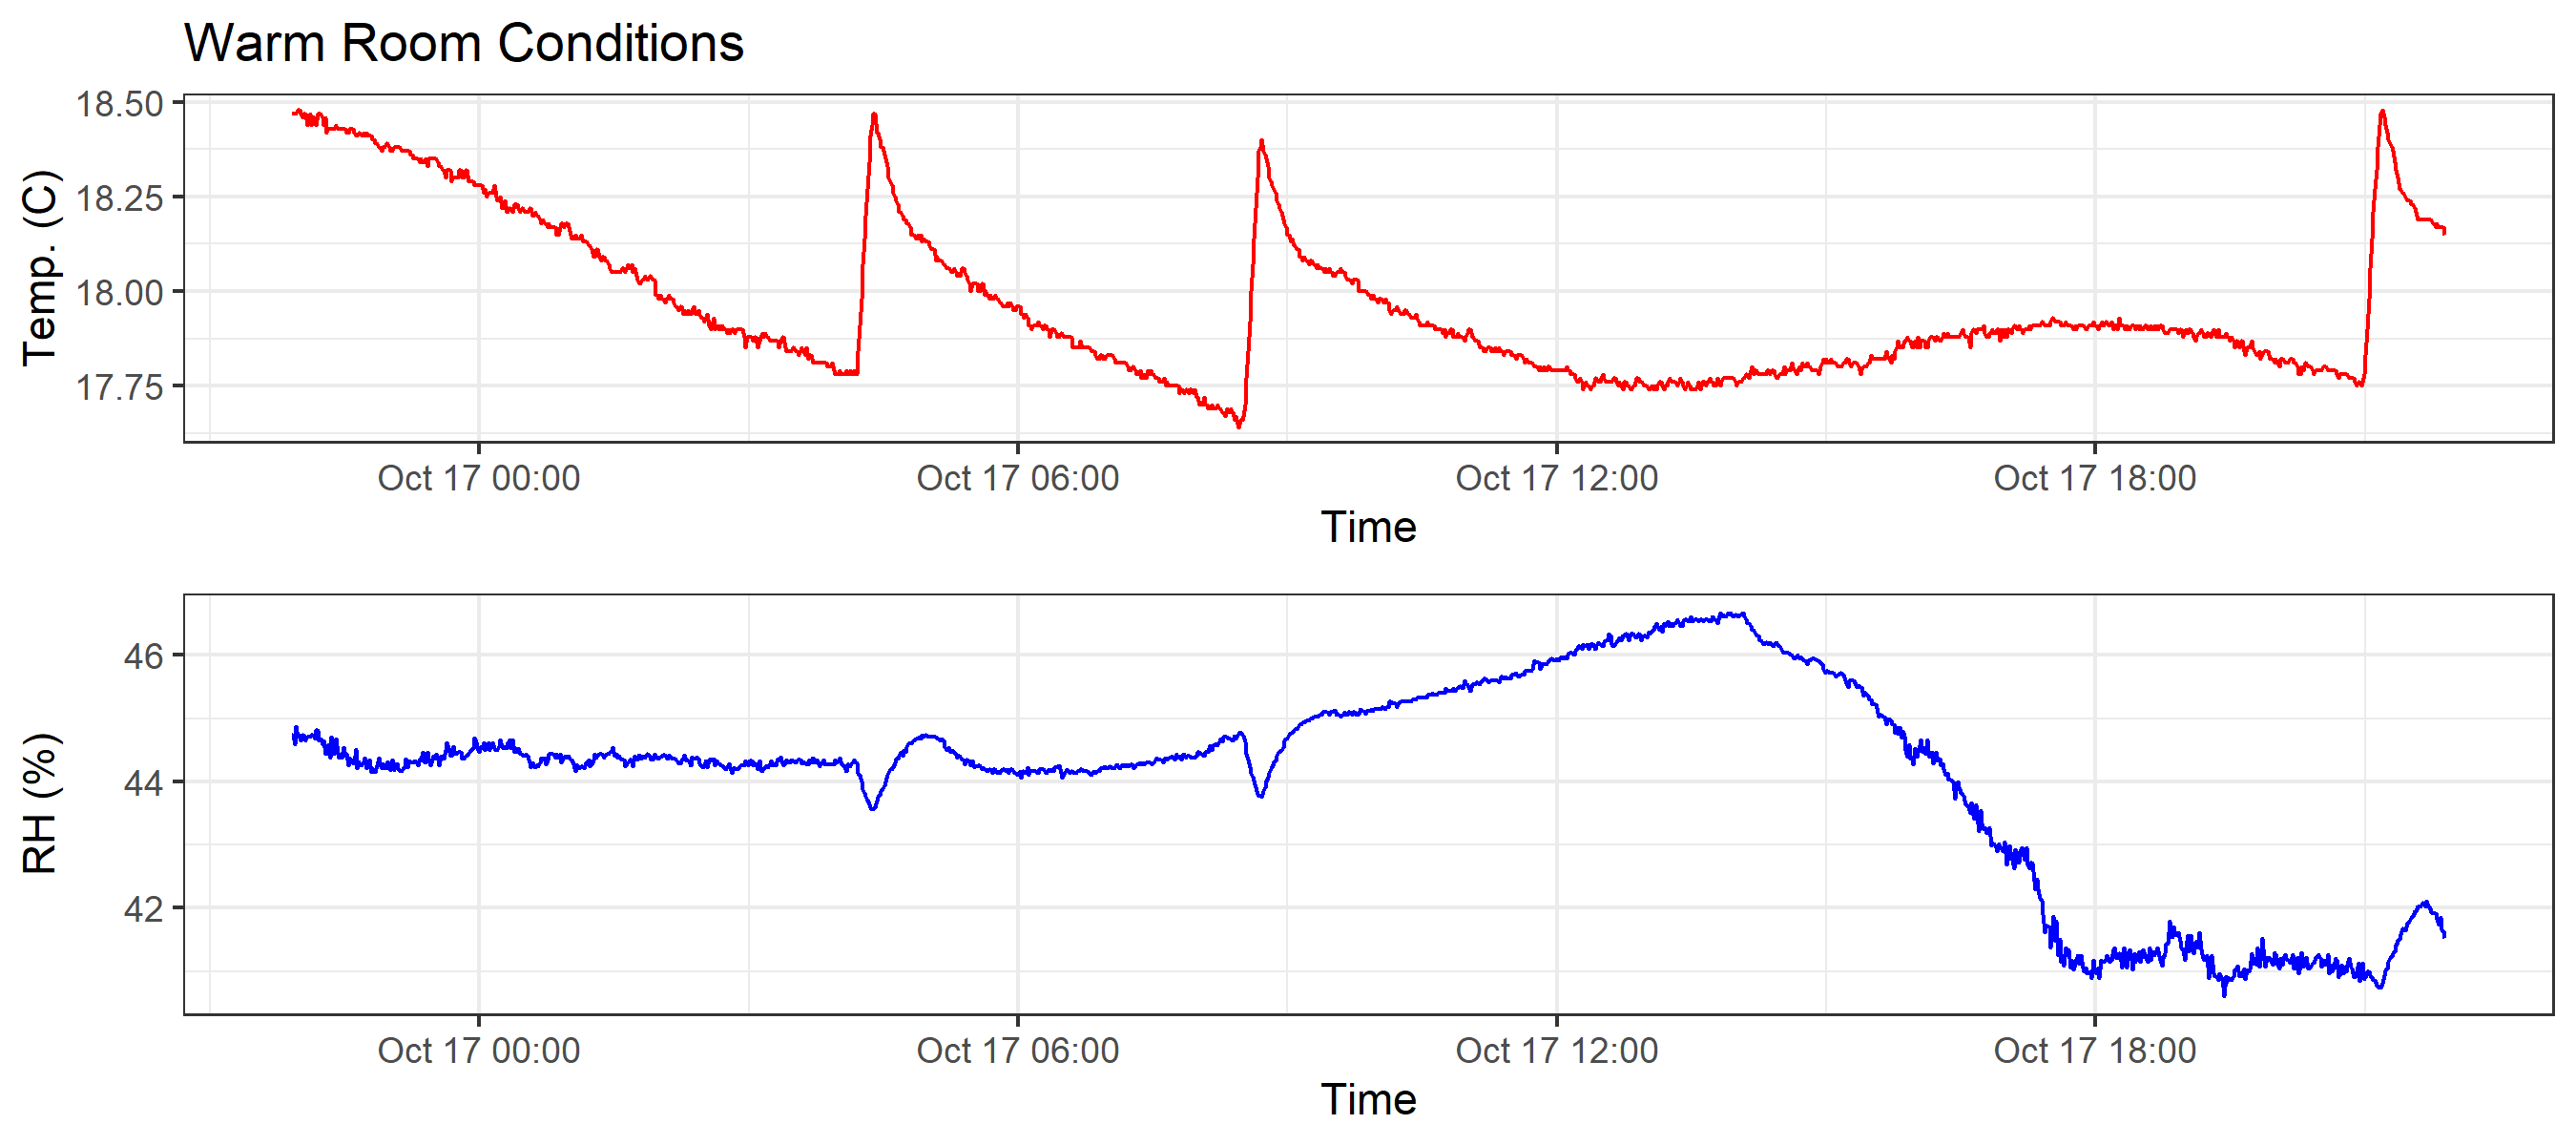 Warm Room Conditions
18.50
18.25
18.00
17.75
Temp. (C)
Oct 17 00:00 Oct 17 06:00 Oct 17 12:00 Oct 17 18:00
Time
46
44
42
RH (%)
Oct 17 00:00 Oct 17 06:00 Oct 17 12:00 Oct 17 18:00
Time